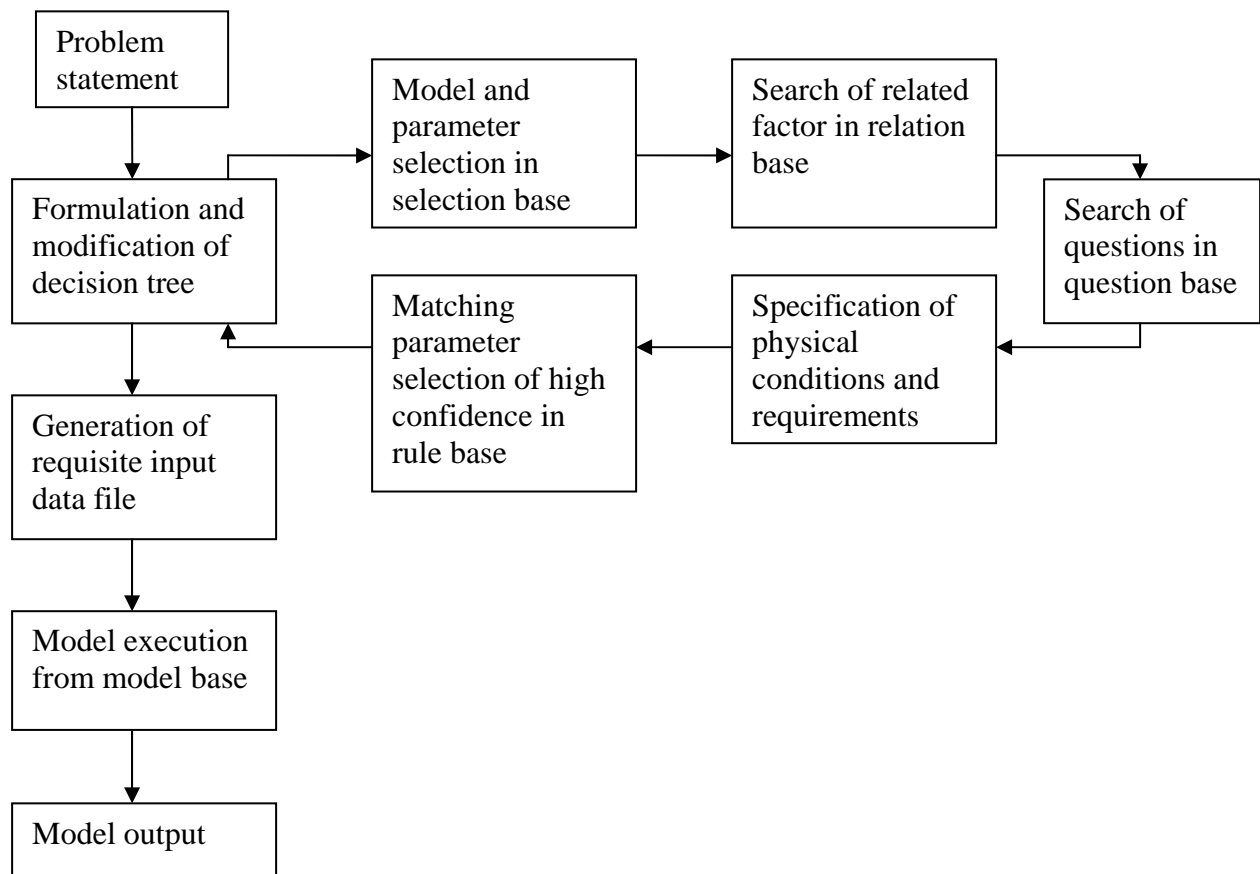 Problem
statement
Model and
parameter
selection in
selection base
Search of related
factor in relation
base
Formulation and
modification of
decision tree
Search of
questions in
question base
Matching
parameter
selection of high
confidence in
rule base
Specification of
physical
conditions and
requirements
Generation of
requisite input
data file
Model execution
from model base
Model output